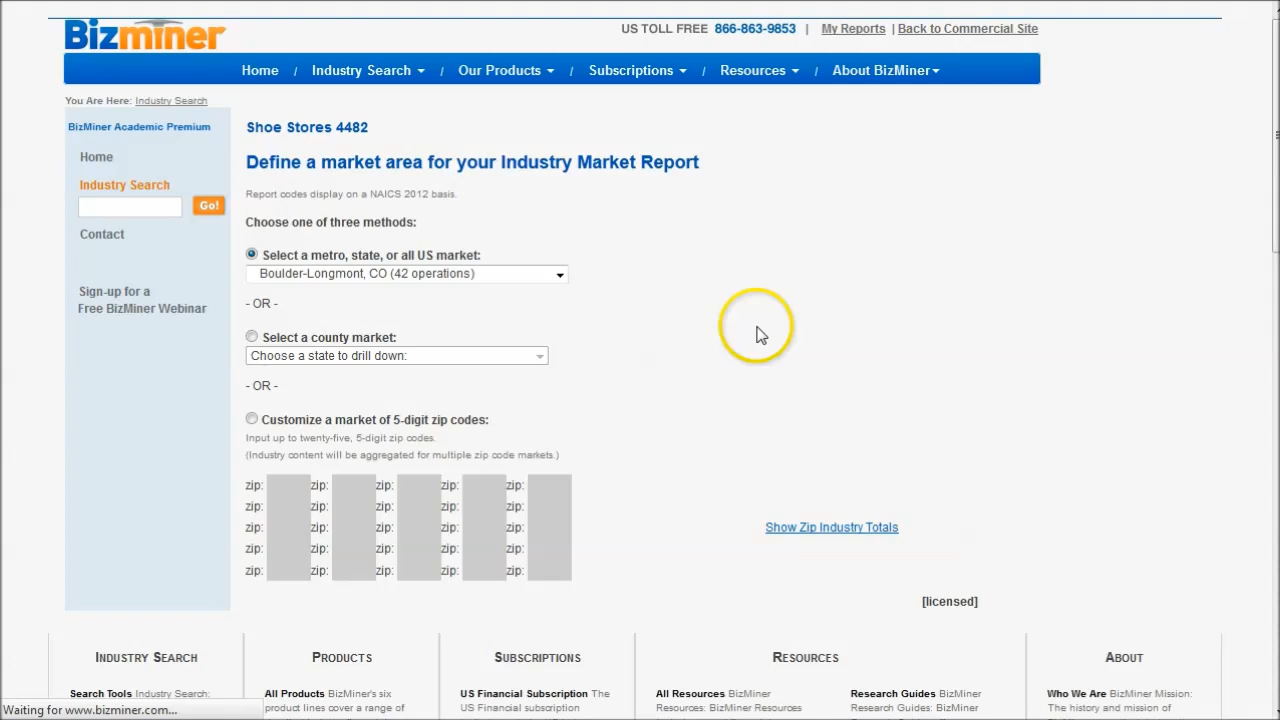 Bizminer
US TOLL FREE 866-863-9853 | My Reports | Back to Commercial Site
Home / Industry Search / Our Products / Subscriptions / Resources / About BizMiner
You Are Here: Industry Search
BizMiner Academic Premium
Home
Industry Search
Go!
Contact
Sign-up for a
Free BizMiner Webinar
Shoe Stores 4482
Define a market area for your Industry Market Report
Report codes display on a NAICS 2012 basis.
Choose one of three methods:
Select a metro, state, or all US market:
Boulder-Longmont, CO (42 operations)
- OR -
Select a county market:
Choose a state to drill down:
- OR -
Customize a market of 5-digit zip codes:
Input up to twenty-five, 5-digit zip codes.
(Industry content will be aggregated for multiple zip code markets.)
zip: zip: zip: zip: zip:
zip: zip: zip: zip: zip:
zip: zip: zip: zip: zip:
zip: zip: zip: zip: zip:
zip: zip: zip: zip: zip:
Show Zip Industry Totals
[licensed]
INDUSTRY SEARCH
Search Tools Industry Search:
PRODUCTS
All Products BizMiner's six
product lines cover a range of
SUBSCRIPTIONS
US Financial Subscription The
US Financial subscription
RESOURCES
All Resources BizMiner
Resources: BizMiner Resources
Research Guides BizMiner
Research Guides: BizMiner
ABOUT
Who We Are BizMiner Mission:
The history and mission of
Waiting for www.bizminer.com...